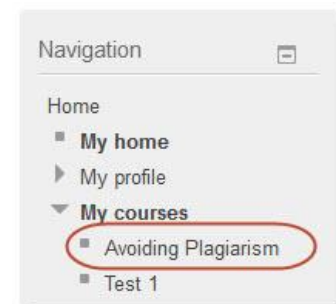 Navigation
Home
My home
My profile
My courses
Avoiding Plagiarism
Test 1